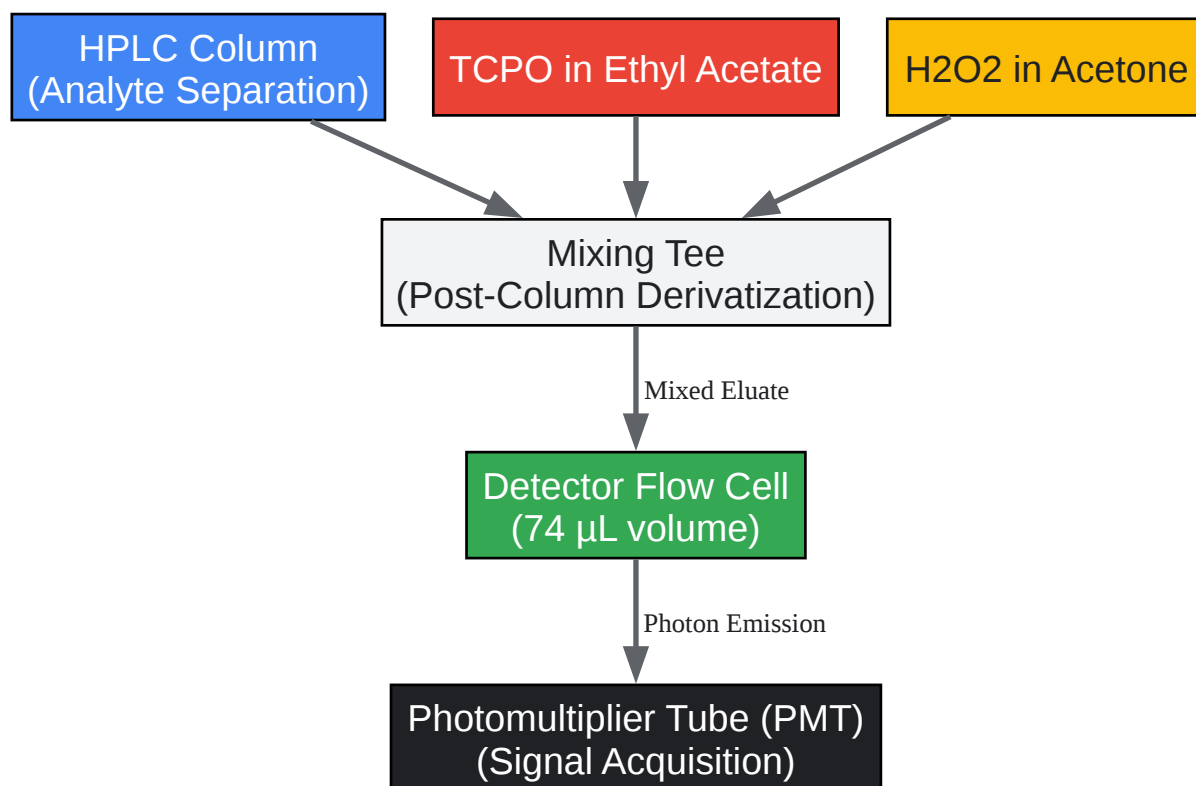 HPLC Column
(Analyte Separation)
TCPO in Ethyl Acetate
H2O2 in Acetone
Mixing Tee
(Post-Column Derivatization)
Mixed Eluate
Detector Flow Cell
(74 µL volume)
Photon Emission
Photomultiplier Tube (PMT)
(Signal Acquisition)